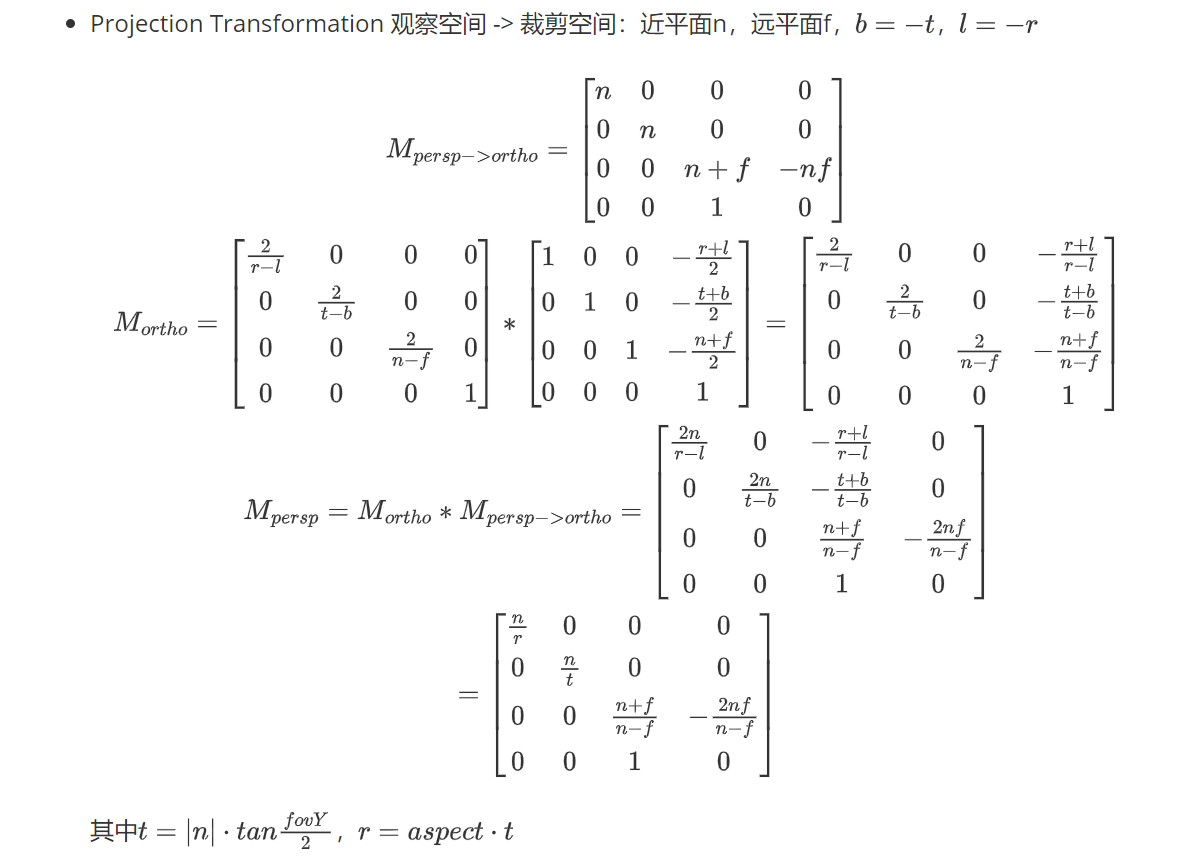 • Projection Transformation 观察空间 -> 裁剪空间：近平面n，远平面f，$b = -t$，$l = -r$
$$M_{persp->ortho} = \begin{bmatrix} n & 0 & 0 & 0 \\ 0 & n & 0 & 0 \\ 0 & 0 & n+f & -nf \\ 0 & 0 & 1 & 0 \end{bmatrix}$$
$$M_{ortho} = \begin{bmatrix} \frac{2}{r-l} & 0 & 0 & 0 \\ 0 & \frac{2}{t-b} & 0 & 0 \\ 0 & 0 & \frac{2}{n-f} & 0 \\ 0 & 0 & 0 & 1 \end{bmatrix} * \begin{bmatrix} 1 & 0 & 0 & -\frac{r+l}{2} \\ 0 & 1 & 0 & -\frac{t+b}{2} \\ 0 & 0 & 1 & -\frac{n+f}{2} \\ 0 & 0 & 0 & 1 \end{bmatrix} = \begin{bmatrix} \frac{2}{r-l} & 0 & 0 & -\frac{r+l}{r-l} \\ 0 & \frac{2}{t-b} & 0 & -\frac{t+b}{t-b} \\ 0 & 0 & \frac{2}{n-f} & -\frac{n+f}{n-f} \\ 0 & 0 & 0 & 1 \end{bmatrix}$$
$$M_{persp} = M_{ortho} * M_{persp->ortho} = \begin{bmatrix} \frac{2n}{r-l} & 0 & -\frac{r+l}{r-l} & 0 \\ 0 & \frac{2n}{t-b} & -\frac{t+b}{t-b} & 0 \\ 0 & 0 & \frac{n+f}{n-f} & -\frac{2nf}{n-f} \\ 0 & 0 & 1 & 0 \end{bmatrix}$$
$$= \begin{bmatrix} \frac{n}{r} & 0 & 0 & 0 \\ 0 & \frac{n}{t} & 0 & 0 \\ 0 & 0 & \frac{n+f}{n-f} & -\frac{2nf}{n-f} \\ 0 & 0 & 1 & 0 \end{bmatrix}$$
其中$t = |n| \cdot tan\frac{fovY}{2}$，$r = aspect \cdot t$